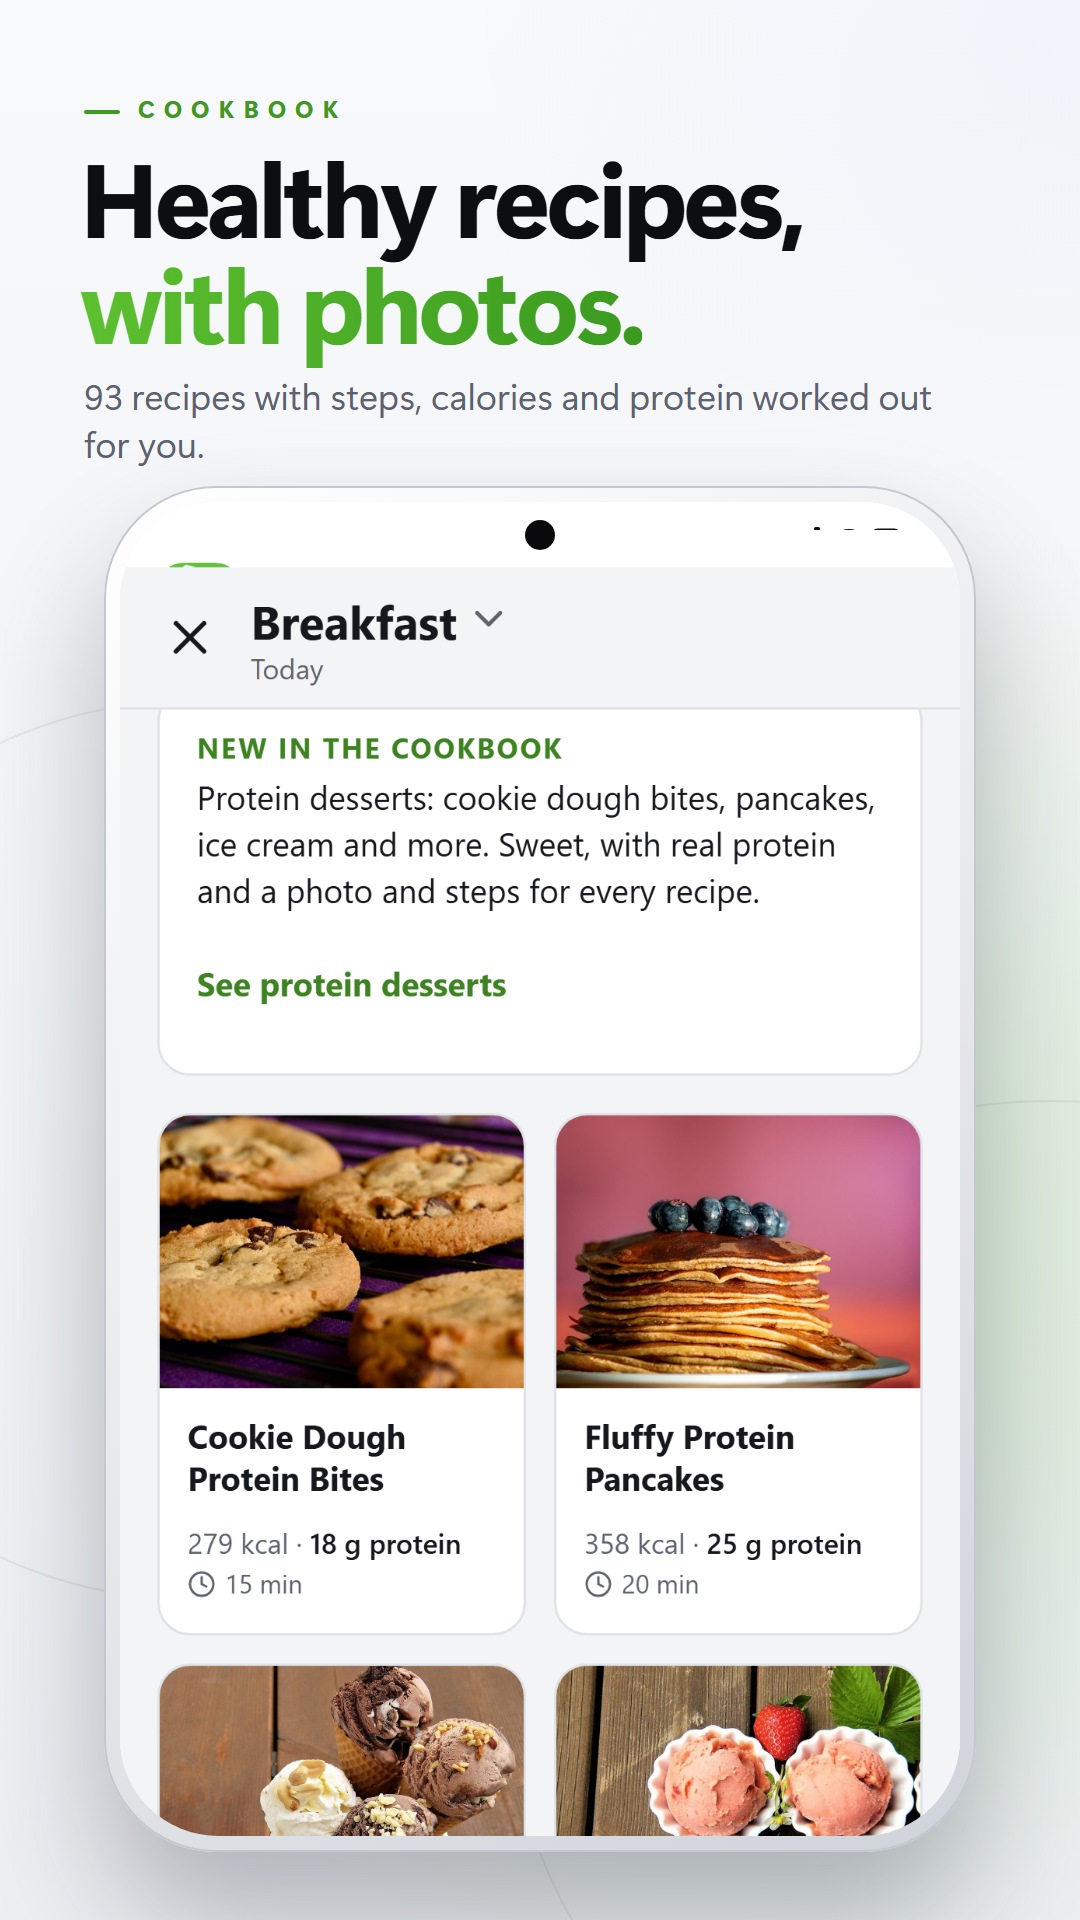 COOKBOOK
Healthy recipes,
with photos.
93 recipes with steps, calories and protein worked out
for you.
Breakfast
Today
NEW IN THE COOKBOOK
Protein desserts: cookie dough bites, pancakes,
ice cream and more. Sweet, with real protein
and a photo and steps for every recipe.
See protein desserts
Cookie Dough
Protein Bites
279 kcal · 18 g protein
15 min
Fluffy Protein
Pancakes
358 kcal · 25 g protein
20 min